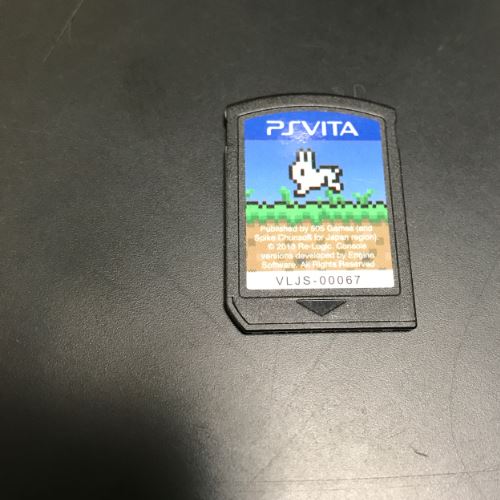 PSVITA
Published by 505 Games (and
Spike Chunsoft for Japan region)
© 2013 Re-Logic. Console
versions developed by Engine
Software. All Rights Reserved
VLJS-00067